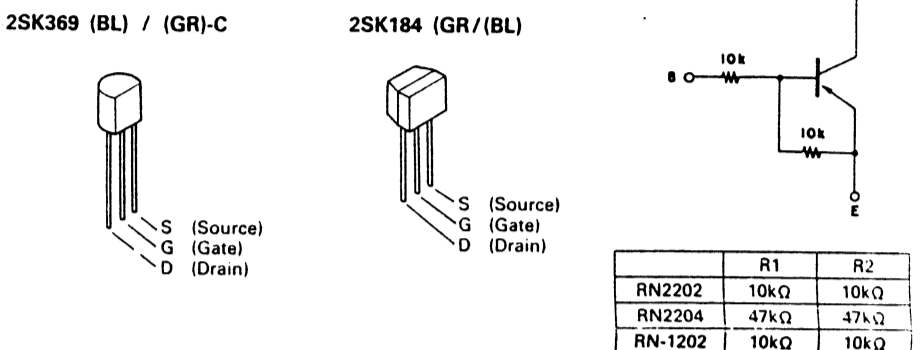 2SK369 (BL) / (GR)-C
S (Source)
G (Gate)
D (Drain)
2SK184 (GR/(BL)
S (Source)
G (Gate)
D (Drain)
10k
B
10k
E
R1 R2
RN2202 10kΩ 10kΩ
RN2204 47kΩ 47kΩ
RN-1202 10kΩ 10kΩ